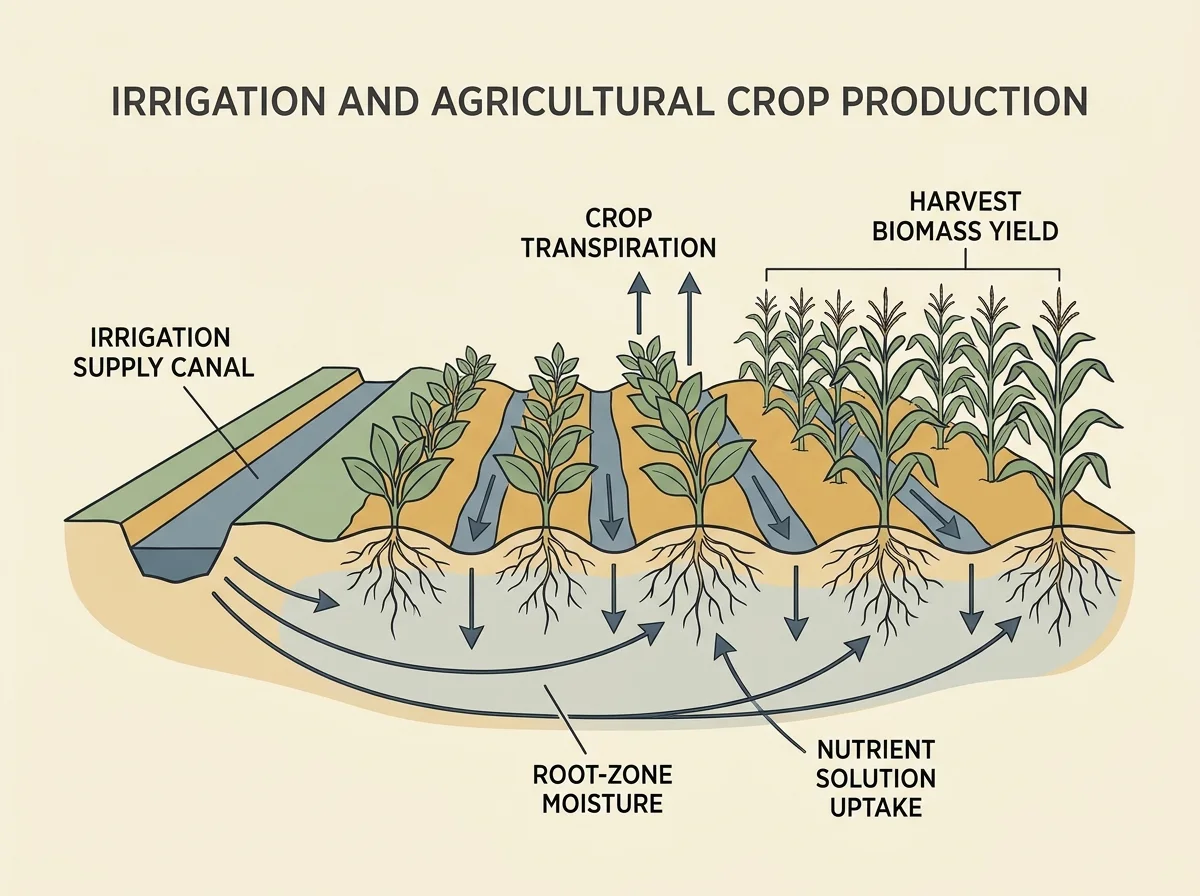 IRRIGATION AND AGRICULTURAL CROP PRODUCTION
HARVEST
BIOMASS YIELD
CROP
TRANSPIRATION
IRRIGATION
SUPPLY CANAL
ROOT-ZONE
MOISTURE
NUTRIENT
SOLUTION
UPTAKE